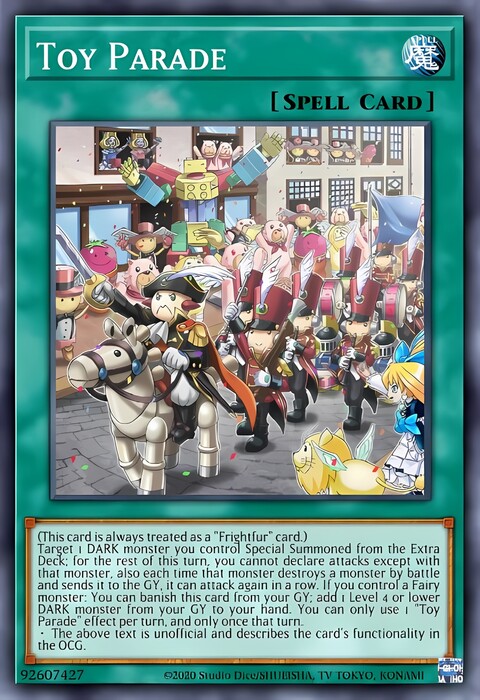 TOY PARADE
魔
[SPELL CARD]
(This card is always treated as a "Frightfur" card.)
Target 1 DARK monster you control Special Summoned from the Extra
Deck; for the rest of this turn, you cannot declare attacks except with
that monster, also each time that monster destroys a monster by battle
and sends it to the GY, it can attack again in a row. If you control a Fairy
monster: You can banish this card from your GY; add 1 Level 4 or lower
DARK monster from your GY to your hand. You can only use 1 "Toy
Parade" effect per turn, and only once that turn.
· The above text is unofficial and describes the card's functionality in
the OCG.
92607427 ©2020 Studio Dice/SHUEISHA, TV TOKYO, KONAMI